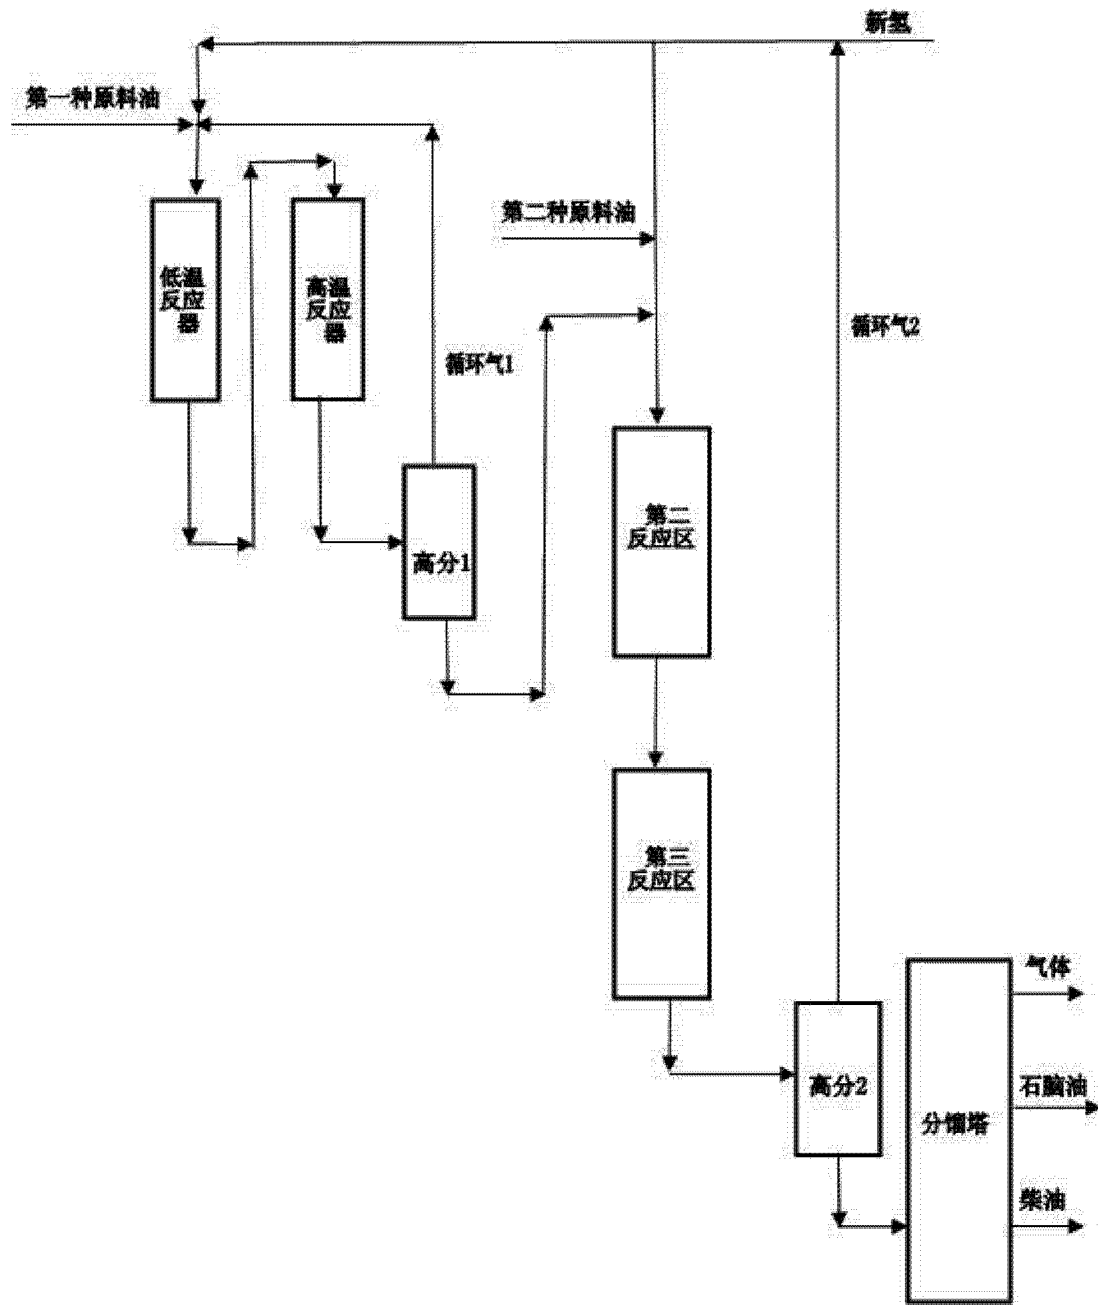 新氢
第一种原料油
第二种原料油
低温
反应
器
高温
反应
器
循环气1
循环气2
第二
反应区
高分1
第三
反应区
气体
高分2
石脑油
分馏塔
柴油